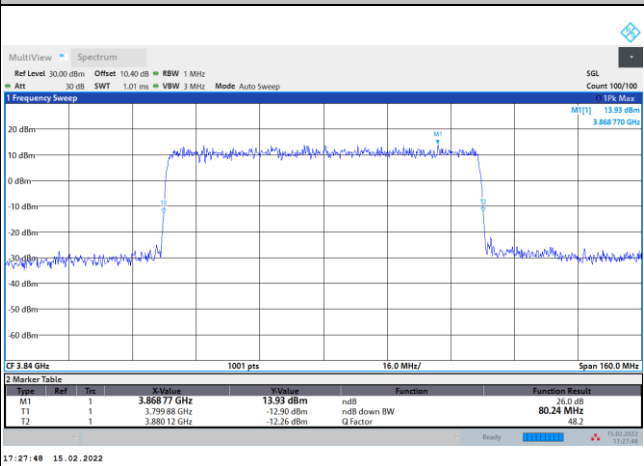 MultiView Spectrum
Ref Level 30.00 dBm Offset 10.40 dB RBW 1 MHz SGL
Att 30 dB SWT 1.01 ms VBW 3 MHz Mode Auto Sweep Count 100/100
1 Frequency Sweep 1Pk Max
M1[1] 13.93 dBm
3.868 770 GHz
20 dBm
M1
10 dBm
0 dBm
T1 T2
-10 dBm
-20 dBm
-30 dBm
-40 dBm
-50 dBm
-60 dBm
CF 3.84 GHz 1001 pts 16.0 MHz/ Span 160.0 MHz
2 Marker Table
Type Ref Trc X-Value Y-Value Function Function Result
M1 1 3.868 77 GHz 13.93 dBm ndB 26.0 dB
T1 1 3.799 88 GHz -12.90 dBm ndB down BW 80.24 MHz
T2 1 3.880 12 GHz -12.26 dBm Q Factor 48.2
Ready 15.02.2022
17:27:48
17:27:48 15.02.2022